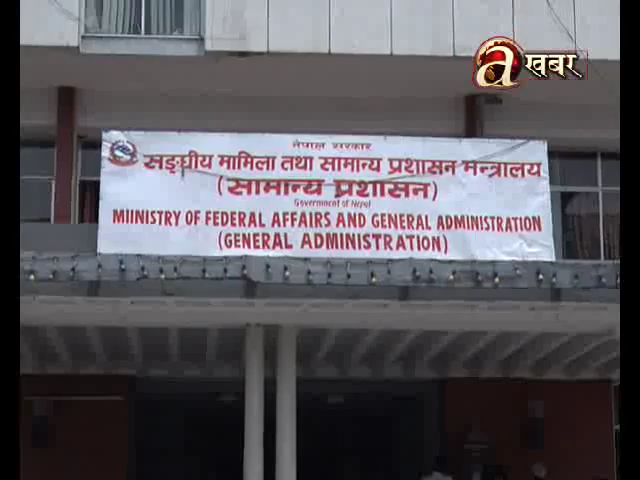 a खबर
नेपाल सरकार
सङ्घीय मामिला तथा सामान्य प्रशासन मन्त्रालय
(सामान्य प्रशासन)
Government of Nepal
MIINISTRY OF FEDERAL AFFAIRS AND GENERAL ADMINISTRATION
(GENERAL ADMINISTRATION)